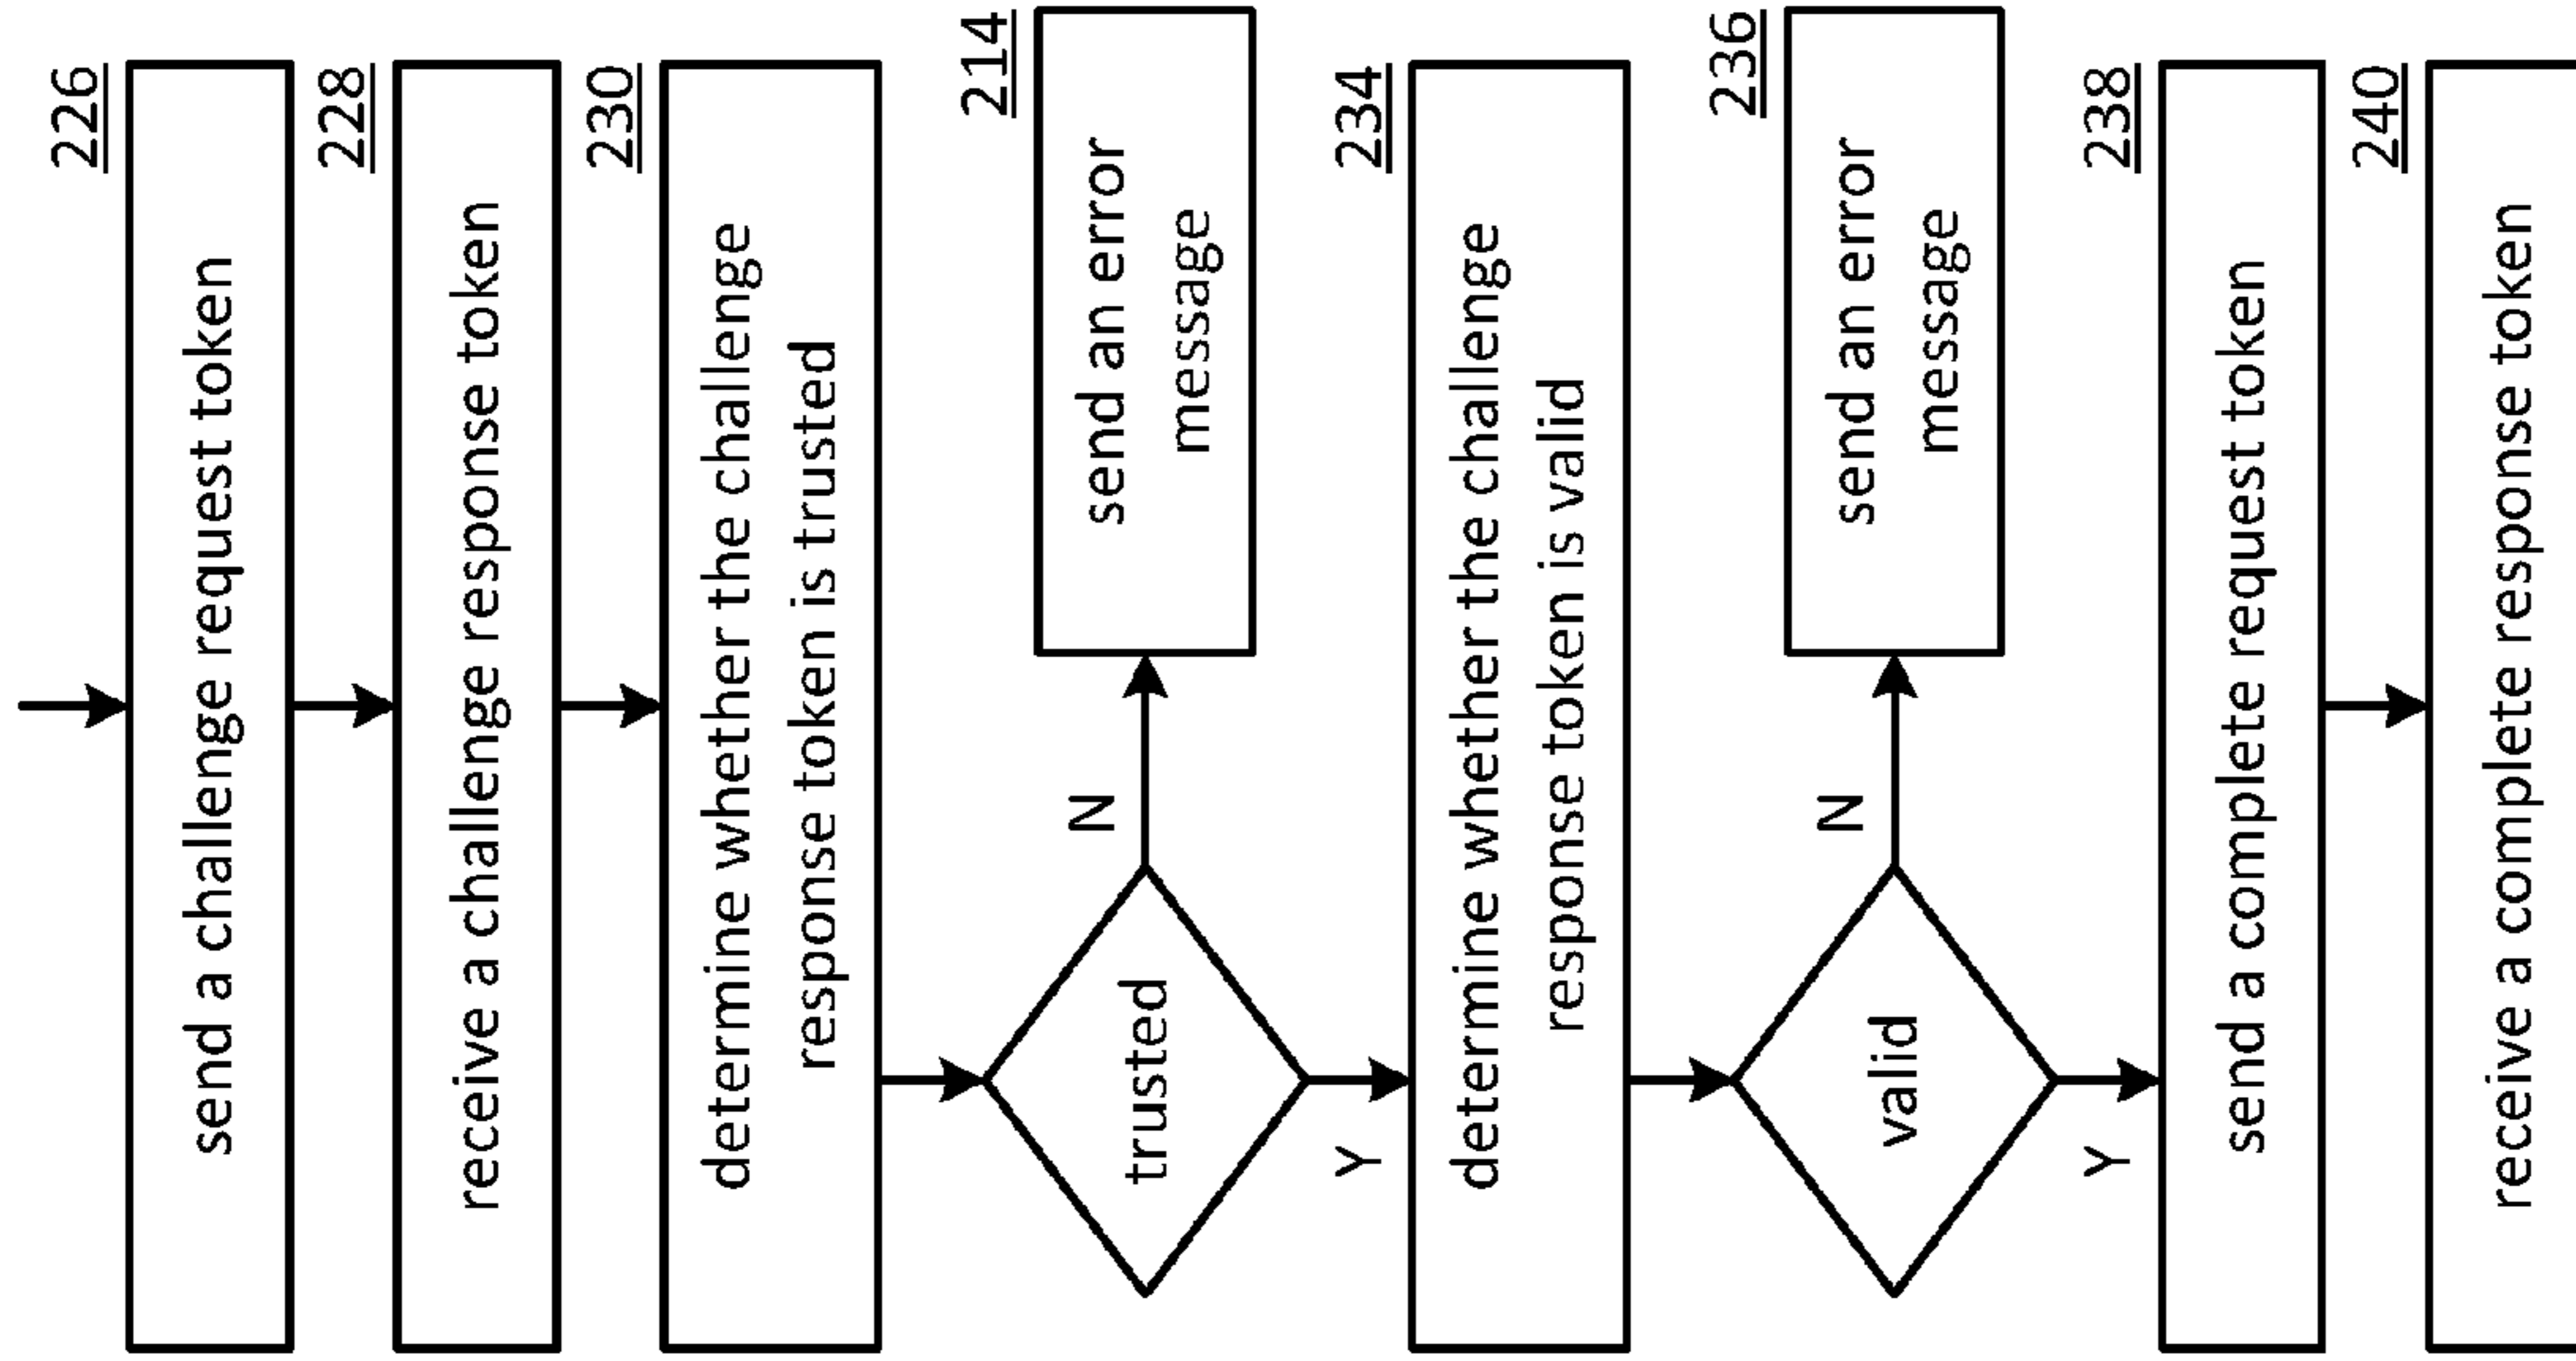 226
send a challenge request token
228
receive a challenge response token
230
determine whether the challenge
response token is trusted
trusted
N
214
send an error
message
Y
234
determine whether the challenge
response token is valid
valid
N
236
send an error
message
Y
238
send a complete request token
240
receive a complete response token